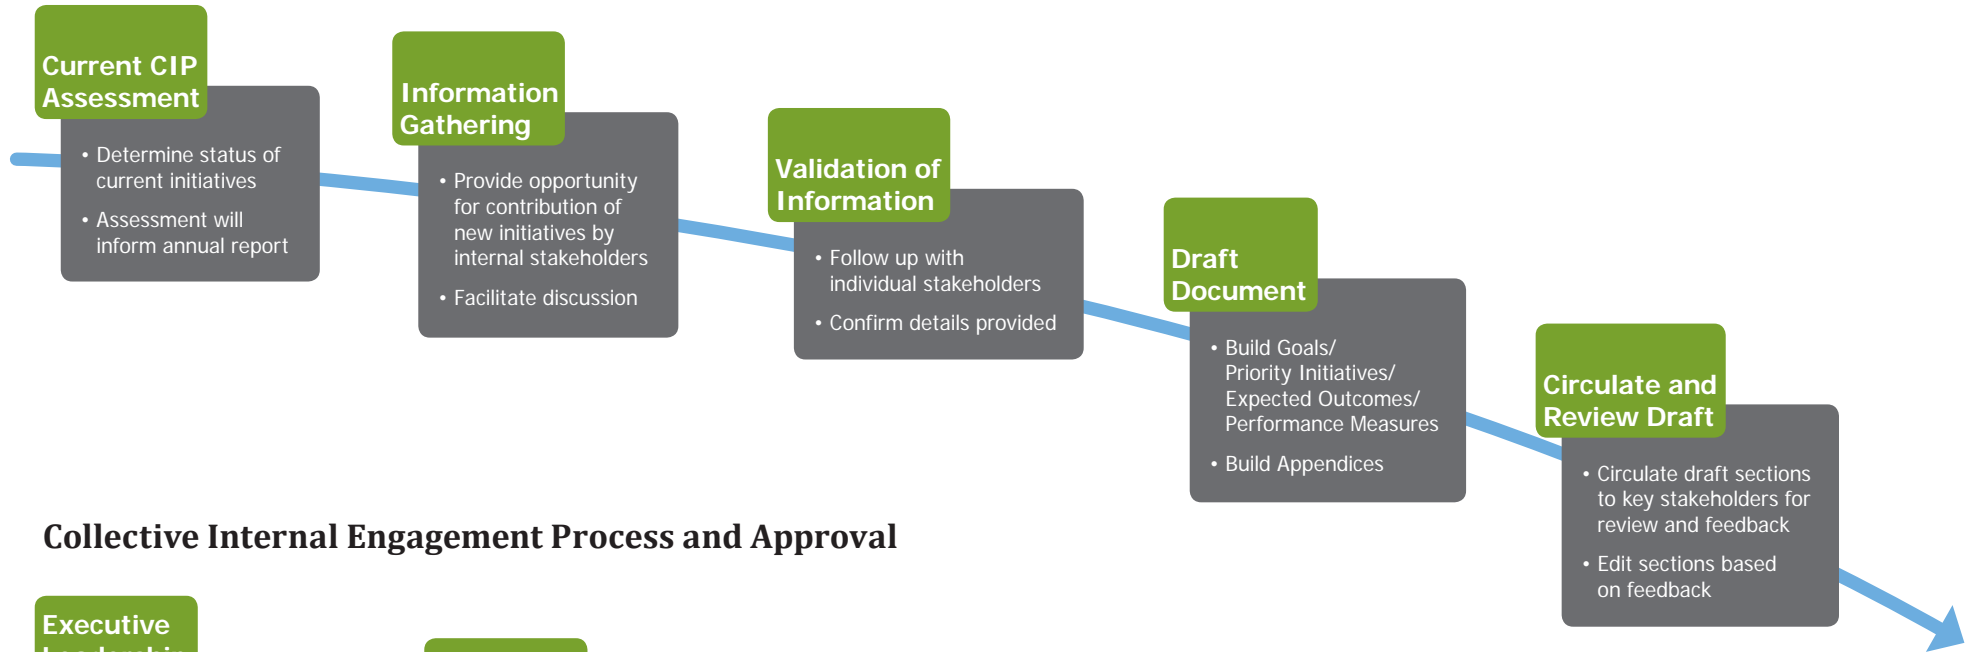 Current CIP
Assessment
• Determine status of
current initiatives
• Assessment will
inform annual report
Information
Gathering
• Provide opportunity
for contribution of
new initiatives by
internal stakeholders
• Facilitate discussion
Validation of
Information
• Follow up with
individual stakeholders
• Confirm details provided
Draft
Document
• Build Goals/
Priority Initiatives/
Expected Outcomes/
Performance Measures
• Build Appendices
Circulate and
Review Draft
• Circulate draft sections
to key stakeholders for
review and feedback
• Edit sections based
on feedback
Collective Internal Engagement Process and Approval
Executive
Leadership